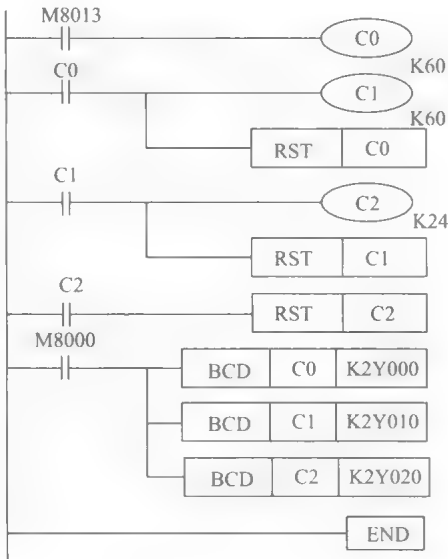 M8013
C0
K60
C0
C1
K60
RST C0
C1
C2
K24
RST C1
C2
RST C2
M8000
BCD C0 K2Y000
BCD C1 K2Y010
BCD C2 K2Y020
END